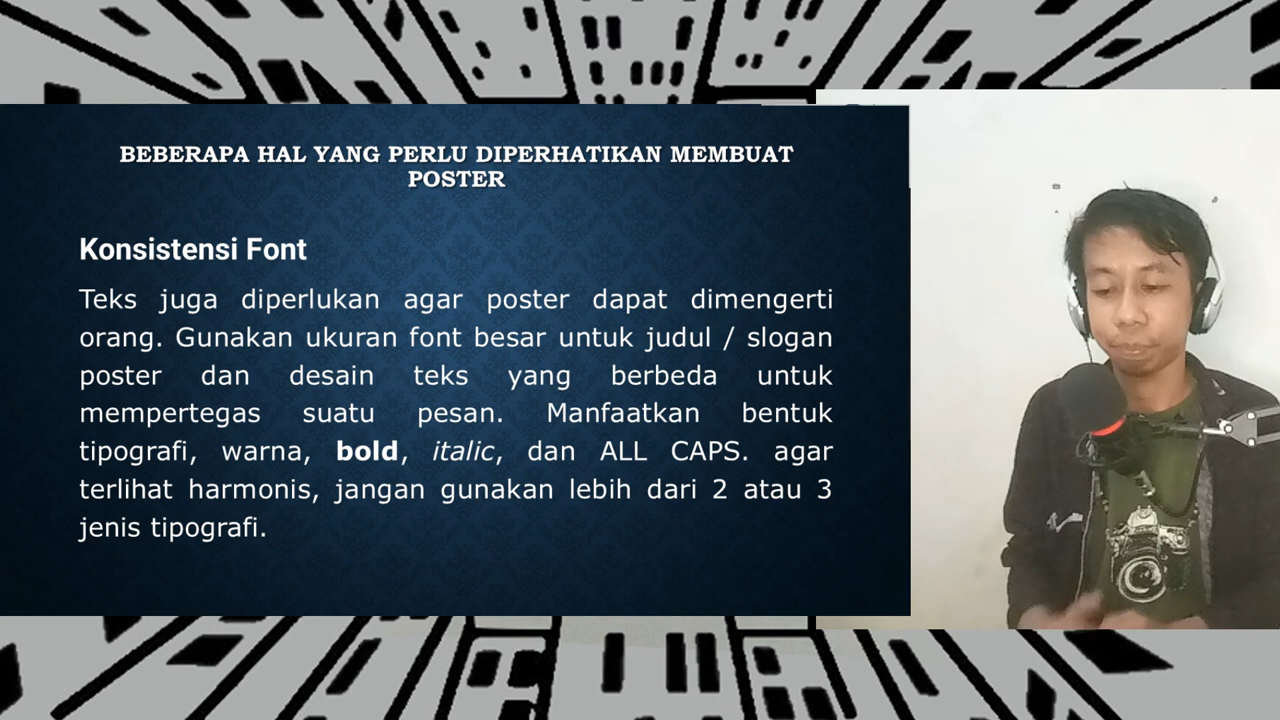 BEBERAPA HAL YANG PERLU DIPERHATIKAN MEMBUAT
POSTER
Konsistensi Font
Teks juga diperlukan agar poster dapat dimengerti
orang. Gunakan ukuran font besar untuk judul / slogan
poster dan desain teks yang berbeda untuk
mempertegas suatu pesan. Manfaatkan bentuk
tipografi, warna, bold, italic, dan ALL CAPS. agar
terlihat harmonis, jangan gunakan lebih dari 2 atau 3
jenis tipografi.